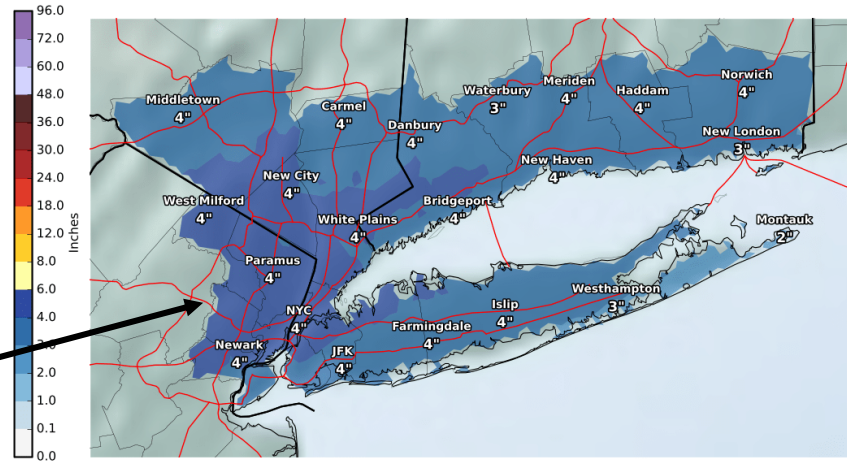 96.0
72.0
60.0
48.0
36.0
30.0
24.0
18.0
12.0
8.0
6.0
4.0
2.0
1.0
0.1
0.0
Inches
Middletown
4"
Carmel
4"
Danbury
4"
Waterbury
3"
Meriden
4"
Haddam
4"
Norwich
4"
New London
3"
New Haven
4"
New City
4"
West Milford
4"
White Plains
4"
Bridgeport
4"
Montauk
2"
Paramus
4"
Westhampton
3"
Islip
4"
NYC
4"
Farmingdale
4"
Newark
4"
JFK
4"